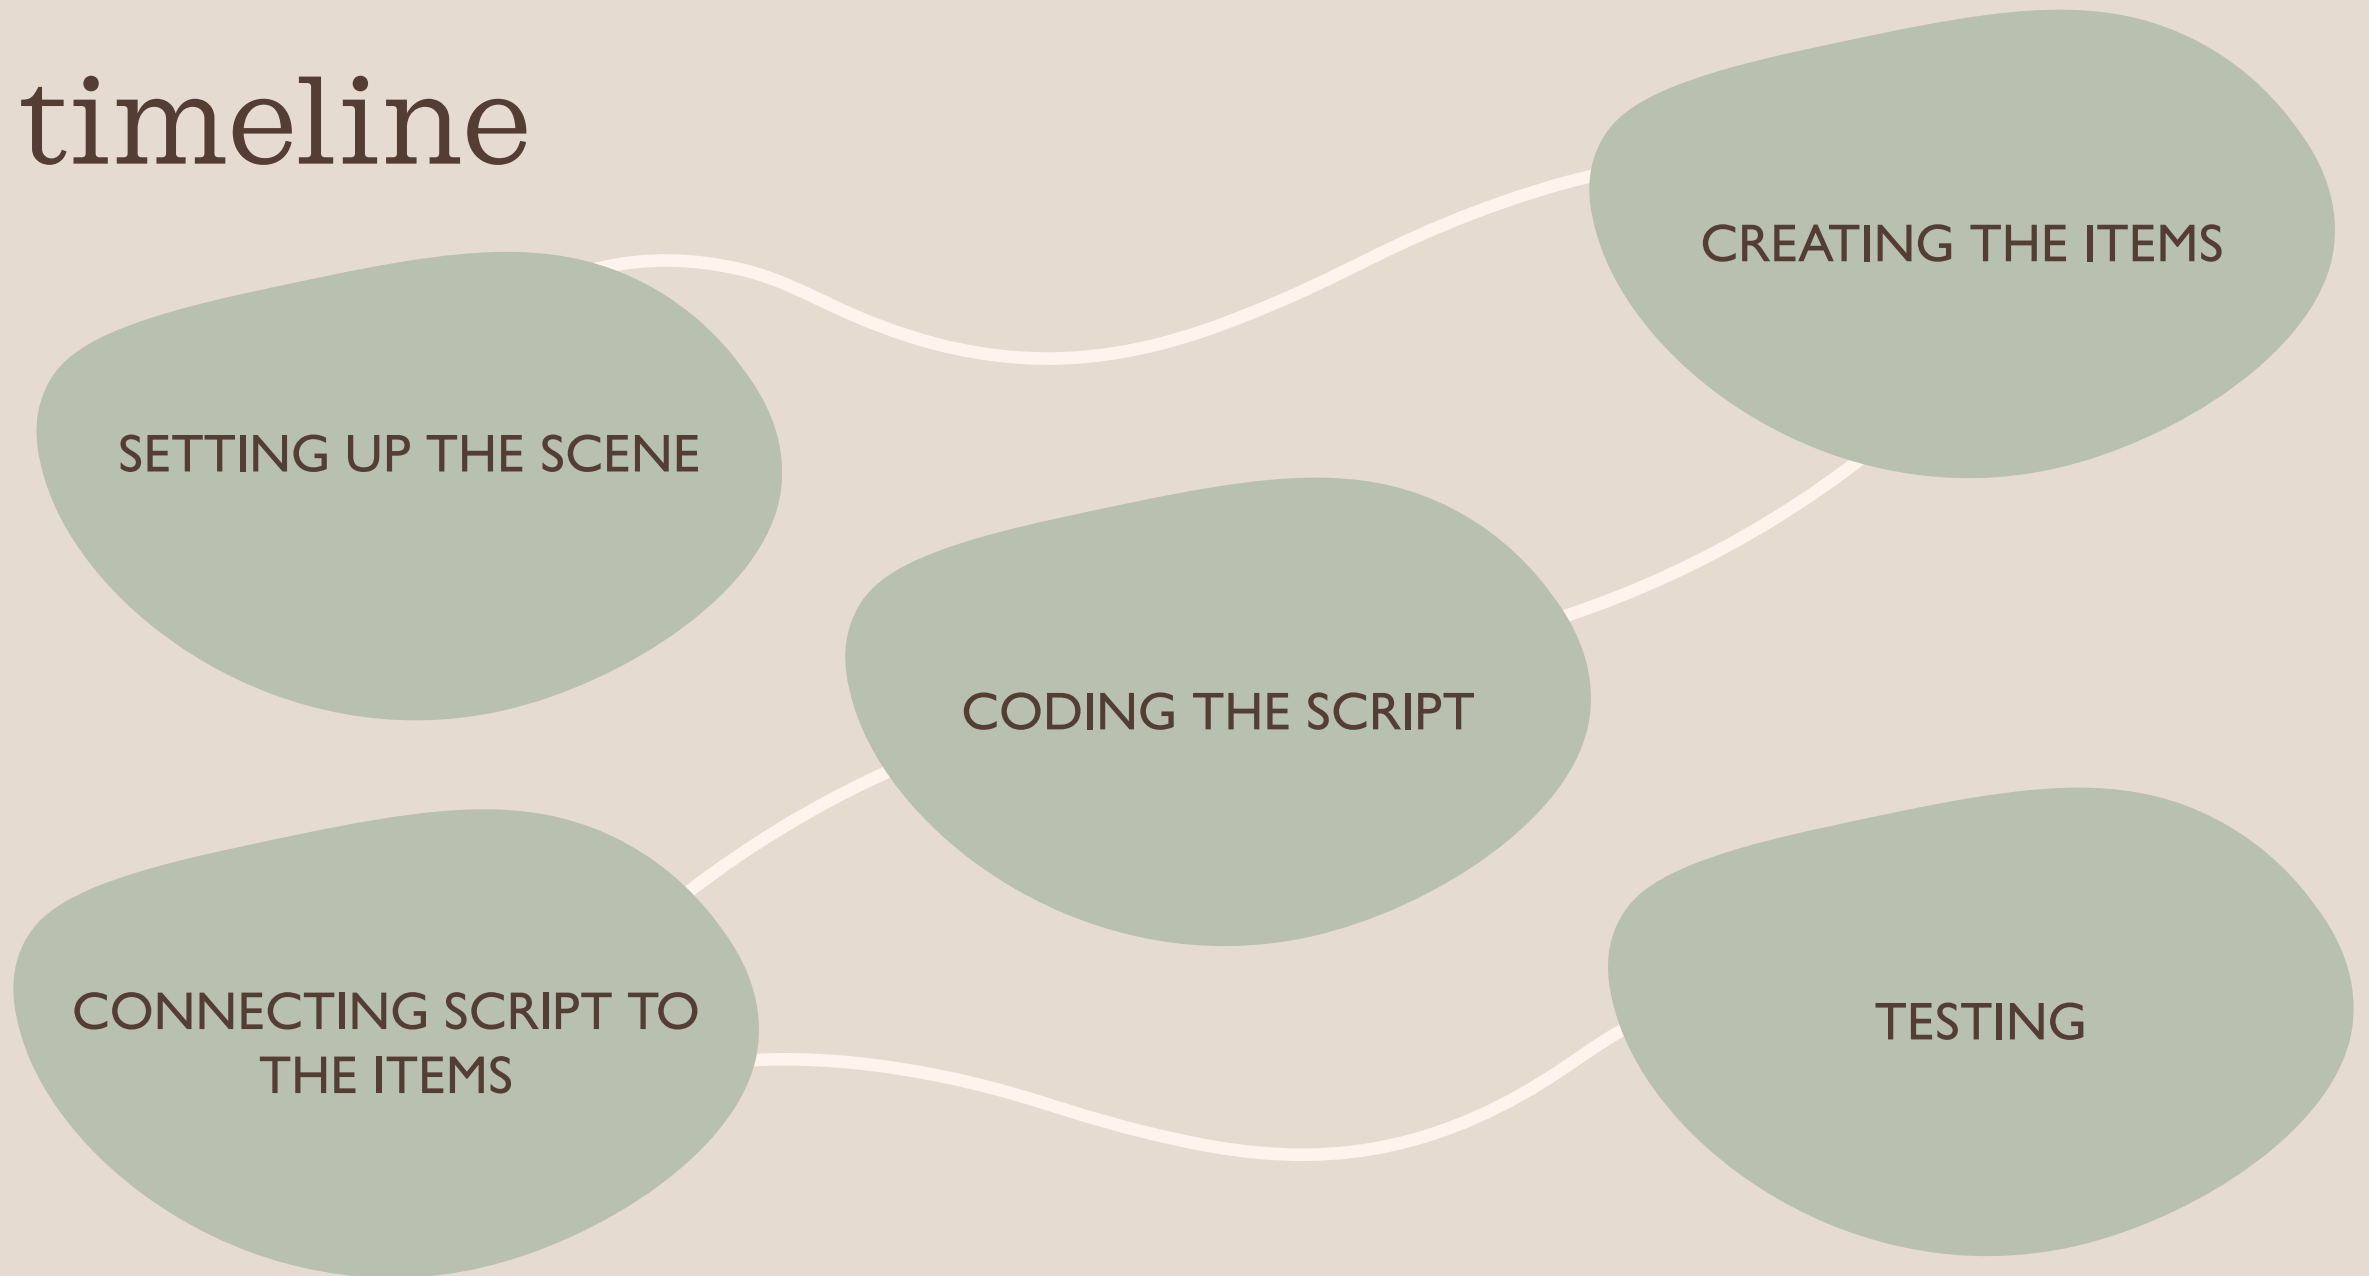 timeline
SETTING UP THE SCENE
CREATING THE ITEMS
CODING THE SCRIPT
CONNECTING SCRIPT TO
THE ITEMS
TESTING